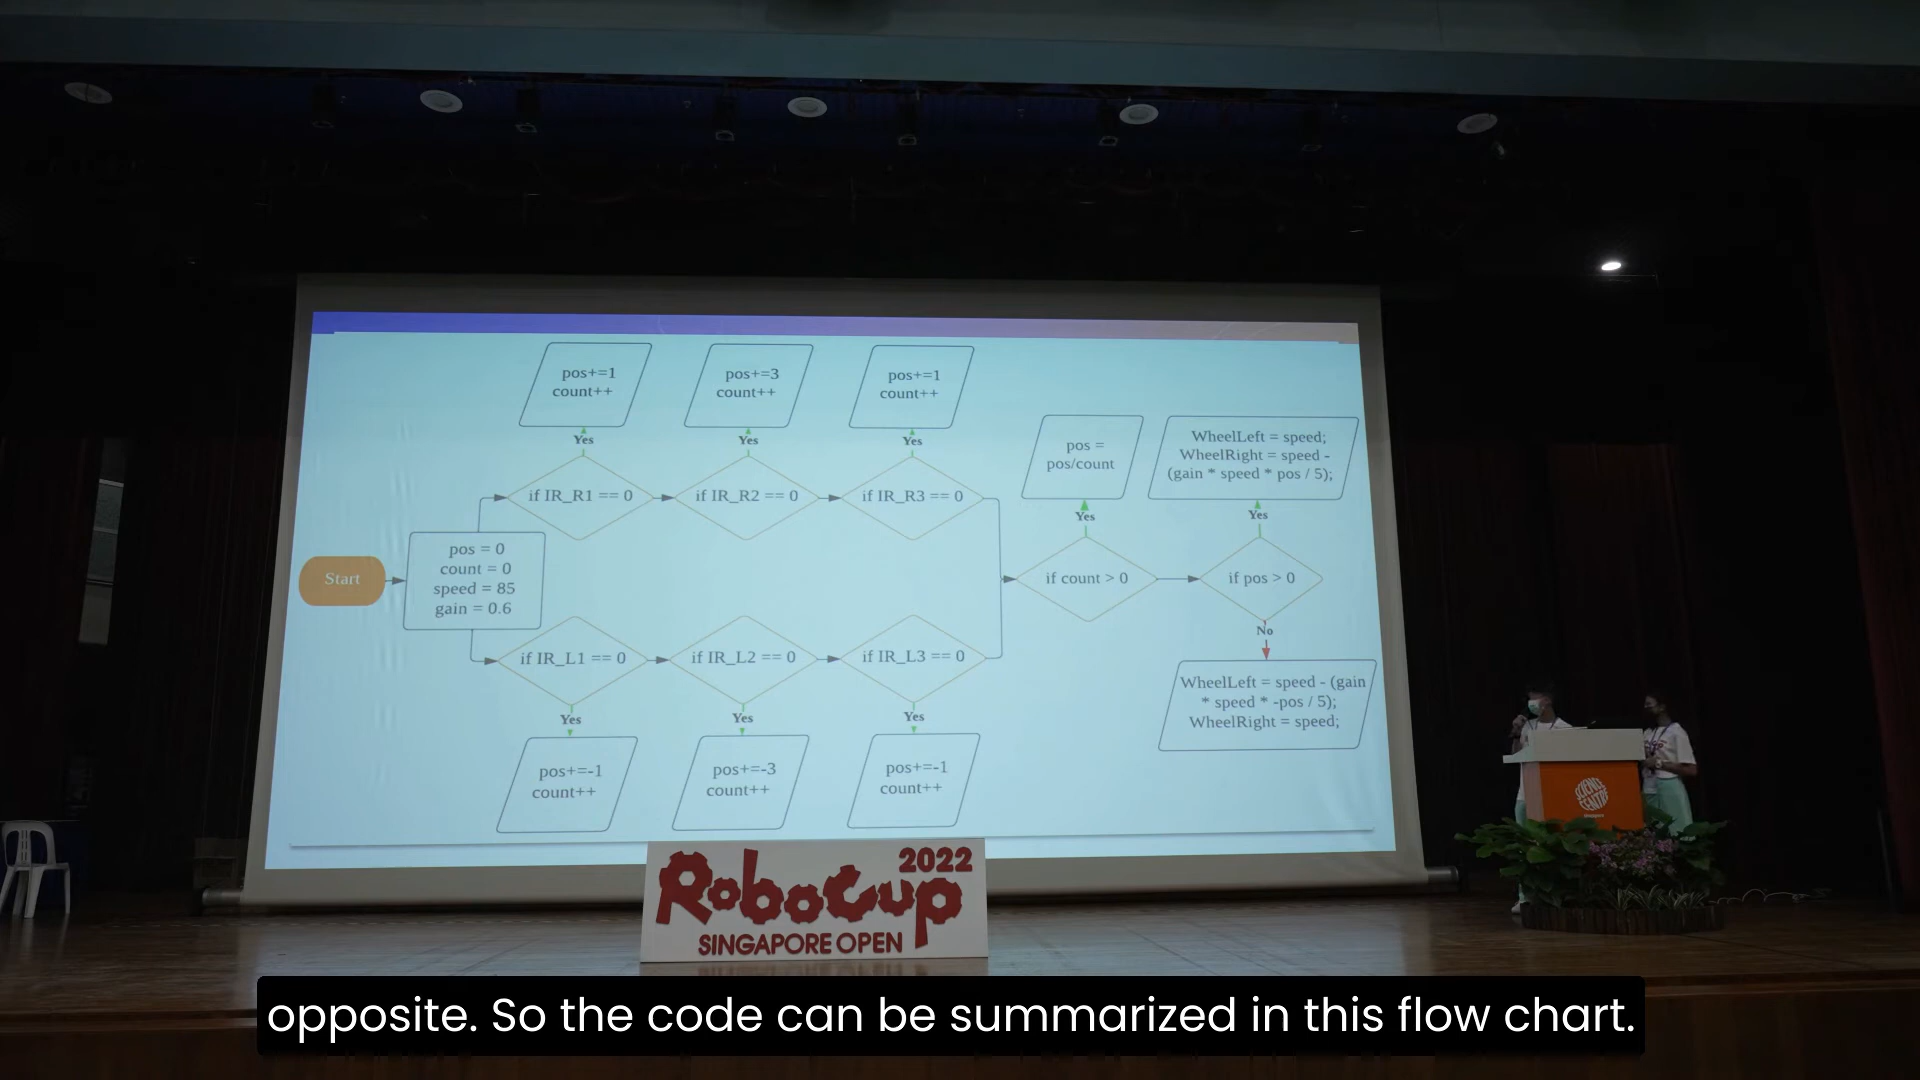 pos+=1
count++
pos+=3
count++
pos+=1
count++
Yes
Yes
Yes
if IR_R1 == 0
if IR_R2 == 0
if IR_R3 == 0
pos =
pos/count
WheelLeft = speed;
WheelRight = speed -
(gain * speed * pos / 5);
Yes
Yes
Start
pos = 0
count = 0
speed = 85
gain = 0.6
if count > 0
if pos > 0
No
if IR_L1 == 0
if IR_L2 == 0
if IR_L3 == 0
WheelLeft = speed - (gain
* speed * -pos / 5);
WheelRight = speed;
Yes
Yes
Yes
pos+=-1
count++
pos+=-3
count++
pos+=-1
count++
SCIENCE
CENTRE
2022
RoboCup
SINGAPORE OPEN
opposite. So the code can be summarized in this flow chart.